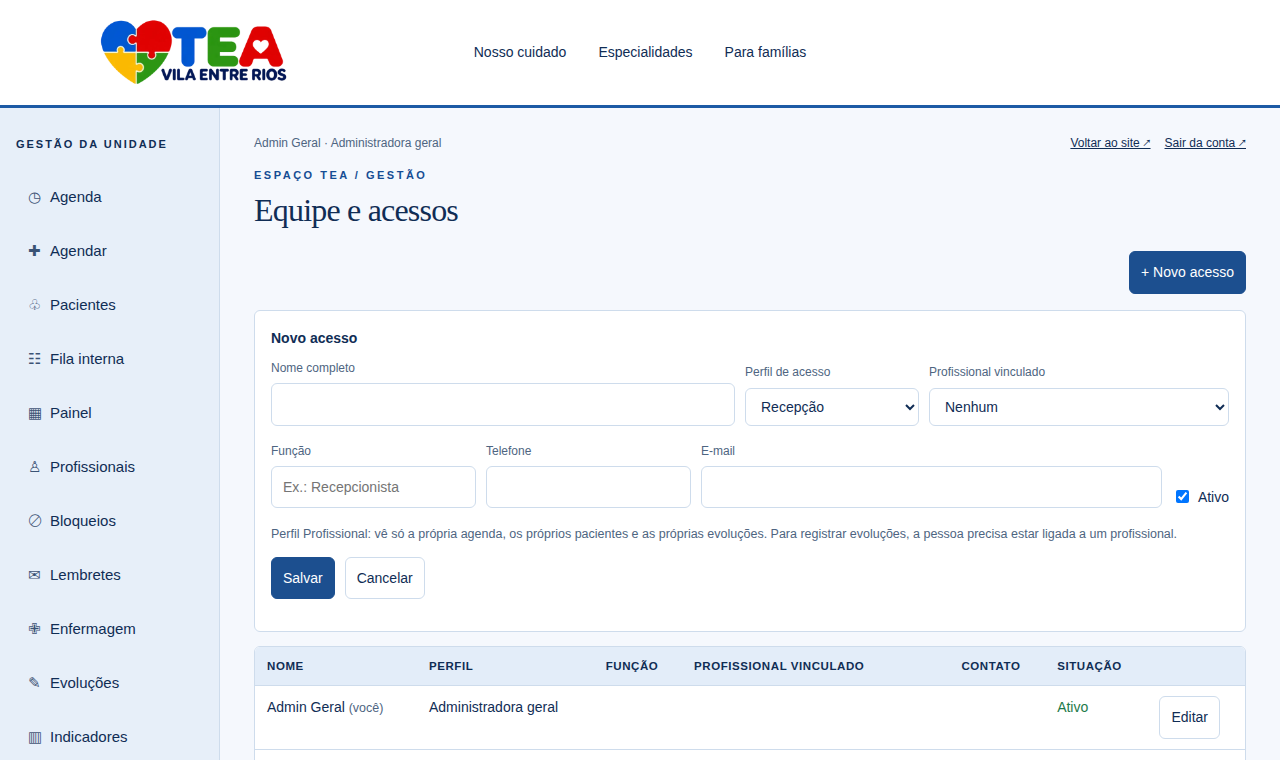 TEA
VILA ENTRE RIOS
Nosso cuidado Especialidades Para famílias
GESTÃO DA UNIDADE
Agenda
Agendar
Pacientes
Fila interna
Painel
Profissionais
Bloqueios
Lembretes
Enfermagem
Evoluções
Indicadores
Admin Geral · Administradora geral Voltar ao site ↗ Sair da conta ↗
ESPAÇO TEA / GESTÃO
Equipe e acessos
+ Novo acesso
Novo acesso
Nome completo Perfil de acesso Profissional vinculado
Recepção Nenhum
Função Telefone E-mail
Ex.: Recepcionista Ativo
Perfil Profissional: vê só a própria agenda, os próprios pacientes e as próprias evoluções. Para registrar evoluções, a pessoa precisa estar ligada a um profissional.
Salvar Cancelar
NOME PERFIL FUNÇÃO PROFISSIONAL VINCULADO CONTATO SITUAÇÃO
Admin Geral (você) Administradora geral Ativo Editar